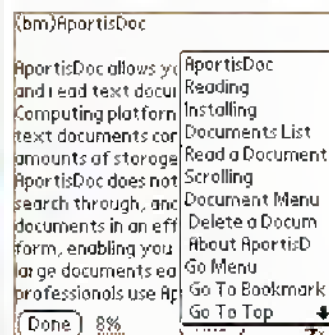 (bm)AportisDoc
AportisDoc allows yo
and read text docu
Computing platform
text documents
amounts of storage
AportisDoc does not
search through, and
documents in an eff
form, enabling you
large documents ea
professionals use Ap
Done 8%
AportisDoc
Reading
Installing
Documents List
Read a Document
Scrolling
Document Menu
Delete a Docum
About AportisD
Go Menu
Go To Bookmark
Go To Top